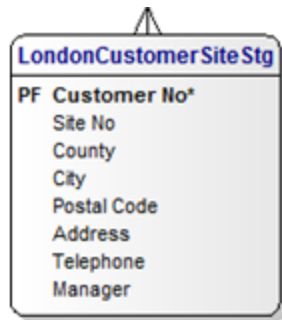 LondonCustomerSiteStg
PF Customer No*
Site No
County
City
Postal Code
Address
Telephone
Manager